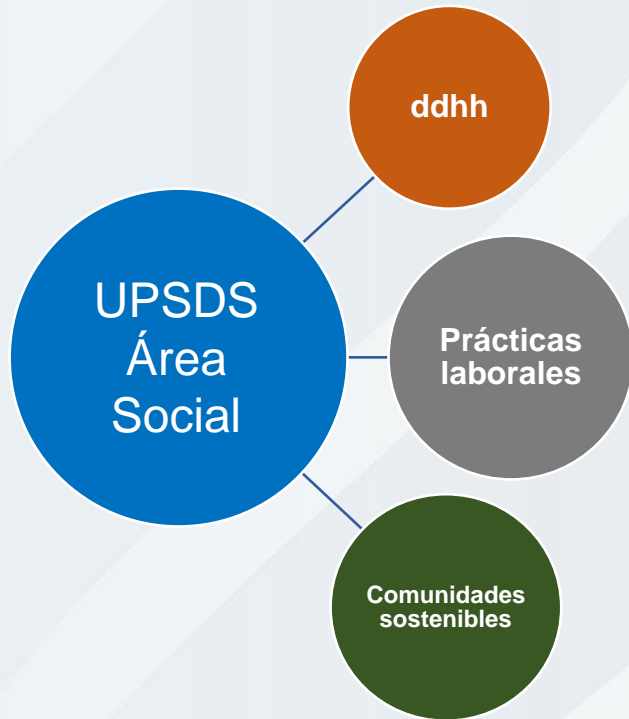 ddhh
UPSDS
Área
Social
Prácticas
laborales
Comunidades
sostenibles